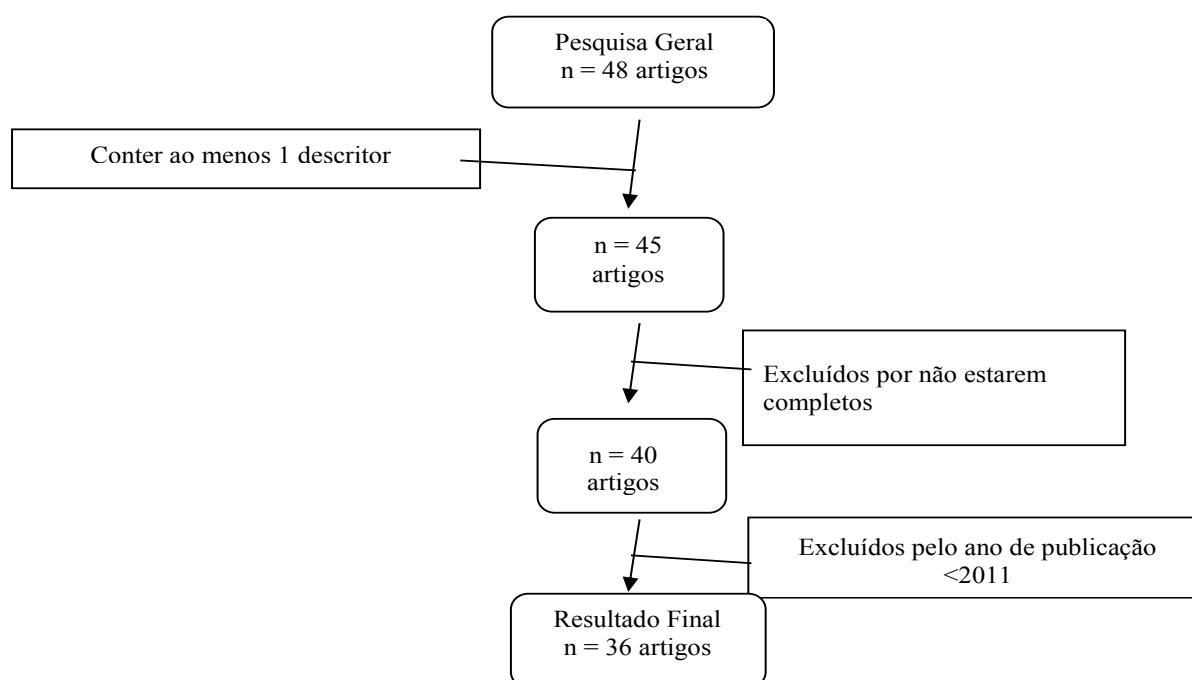 Pesquisa Geral
n = 48 artigos
Conter ao menos 1 descritor
n = 45
artigos
Excluídos por não estarem
completos
n = 40
artigos
Excluídos pelo ano de publicação
<2011
Resultado Final
n = 36 artigos